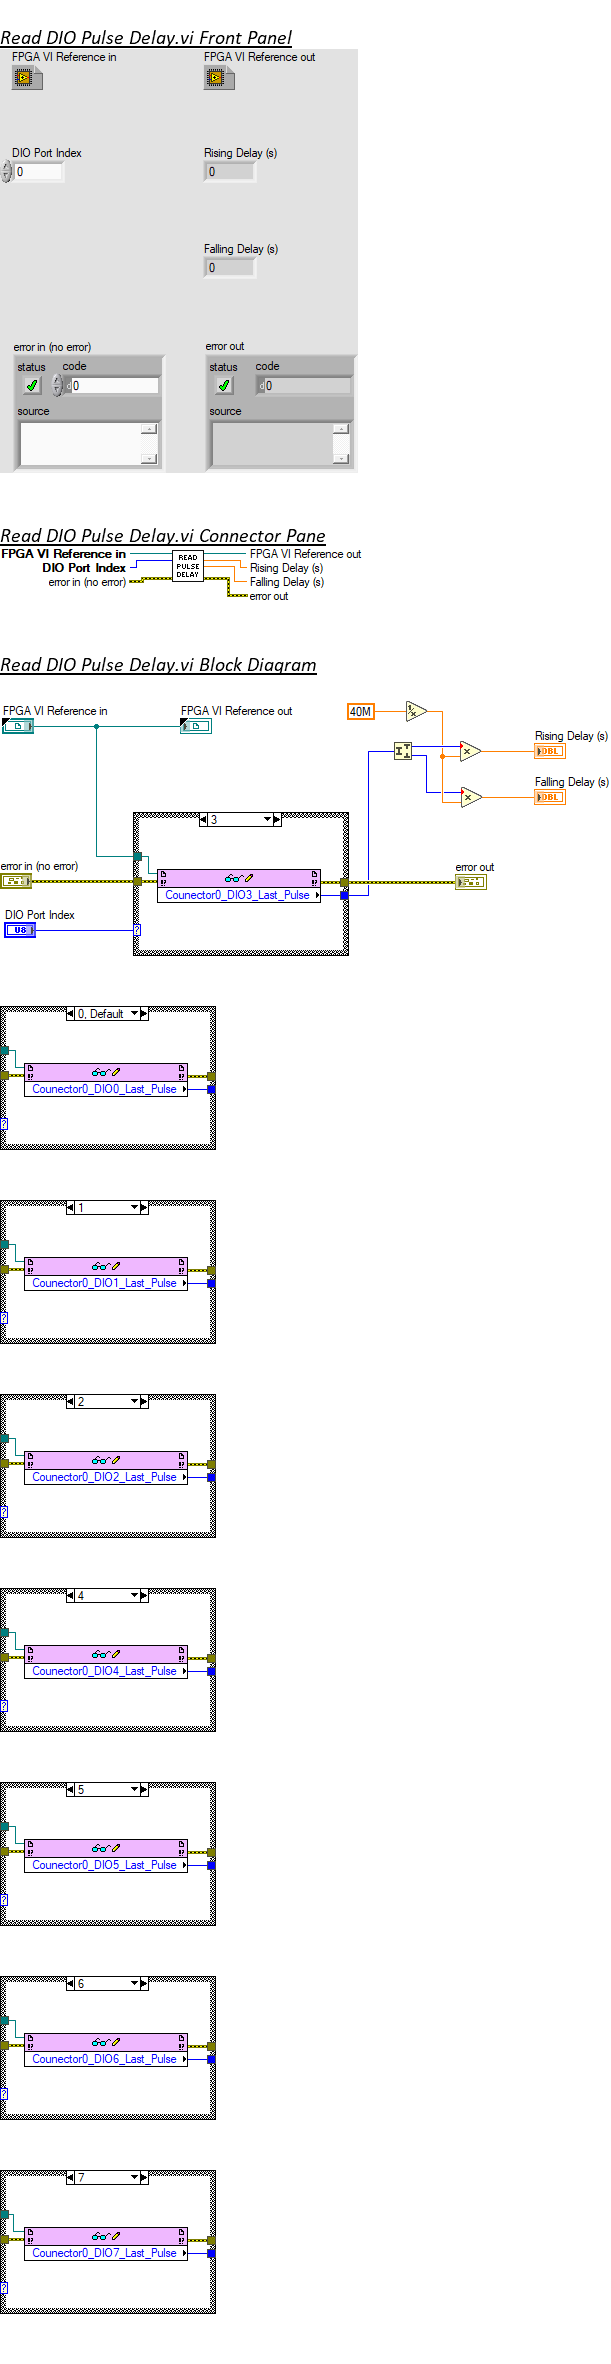 Read DIO Pulse Delay.vi Front Panel
FPGA VI Reference in FPGA VI Reference out
DIO Port Index Rising Delay (s)
0 0
Falling Delay (s)
0
error in (no error) error out
status code status code
d 0 d 0
source source
Read DIO Pulse Delay.vi Connector Pane
FPGA VI Reference in READ FPGA VI Reference out
DIO Port Index PULSE Rising Delay (s)
error in (no error) DELAY Falling Delay (s)
error out
Read DIO Pulse Delay.vi Block Diagram
FPGA VI Reference in FPGA VI Reference out 40M 1/x
Rising Delay (s)
x DBL
Falling Delay (s)
x DBL
3
error in (no error) error out
Counector0_DIO3_Last_Pulse
DIO Port Index
U8 ?
0, Default
Counector0_DIO0_Last_Pulse
?
1
Counector0_DIO1_Last_Pulse
?
2
Counector0_DIO2_Last_Pulse
?
4
Counector0_DIO4_Last_Pulse
?
5
Counector0_DIO5_Last_Pulse
?
6
Counector0_DIO6_Last_Pulse
?
7
Counector0_DIO7_Last_Pulse
?